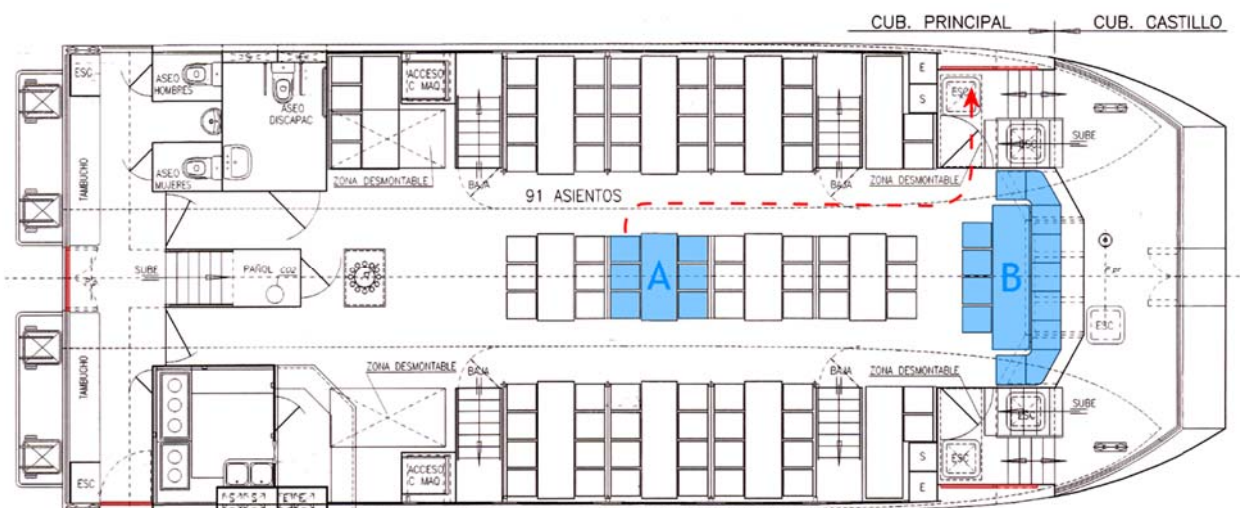 CUB. PRINCIPAL
CUB. CASTILLO
ESC
ASEO
HOMBRES
ASEO
DISCAPAC
ACCESO
C MAQ
E
S
ESC
ESC
SUBE
TAMBUCHO
ASEO
MUJERES
ZONA DESMONTABLE
BAJA
91 ASIENTOS
BAJA
ZONA DESMONTABLE
SUBE
PAÑOL CO2
A
B
ESC
TAMBUCHO
ZONA DESMONTABLE
BAJA
BAJA
ZONA DESMONTABLE
ESC
SUBE
ESC
ACCESO
C MAQ
S
E
ESC